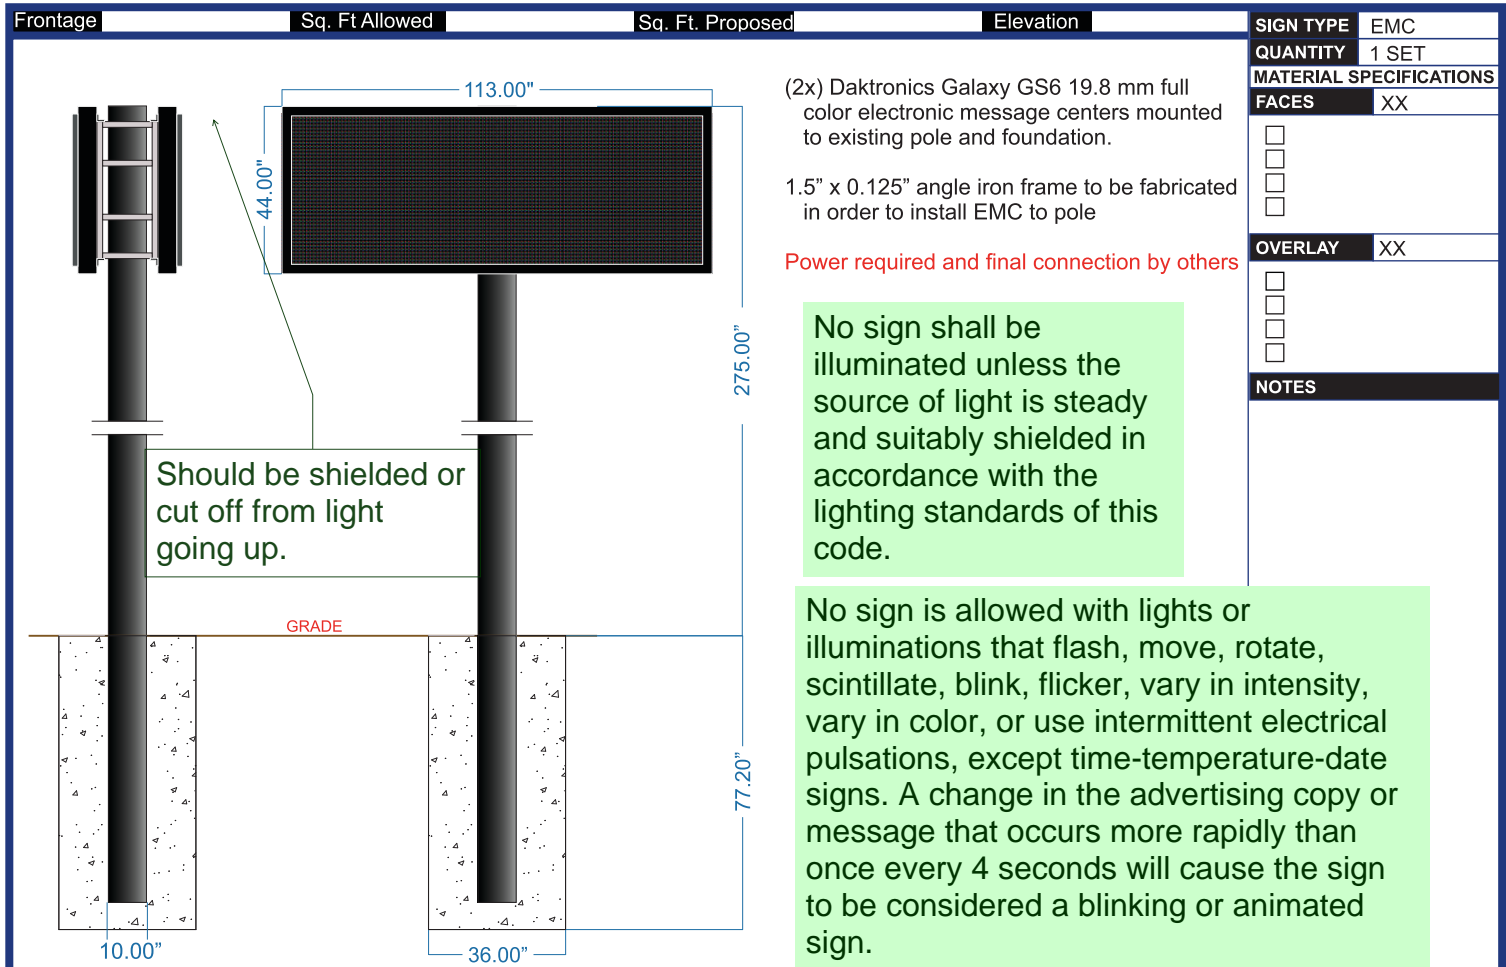 Frontage
Sq. Ft Allowed
Sq. Ft. Proposed
Elevation
SIGN TYPE EMC
QUANTITY 1 SET
MATERIAL SPECIFICATIONS
FACES XX
OVERLAY XX
NOTES
113.00"
44.00"
275.00”
77.20”
10.00”
36.00”
GRADE
(2x) Daktronics Galaxy GS6 19.8 mm full
color electronic message centers mounted
to existing pole and foundation.
1.5” x 0.125” angle iron frame to be fabricated
in order to install EMC to pole
Power required and final connection by others
Should be shielded or
cut off from light
going up.
No sign shall be
illuminated unless the
source of light is steady
and suitably shielded in
accordance with the
lighting standards of this
code.
No sign is allowed with lights or
illuminations that flash, move, rotate,
scintillate, blink, flicker, vary in intensity,
vary in color, or use intermittent electrical
pulsations, except time-temperature-date
signs. A change in the advertising copy or
message that occurs more rapidly than
once every 4 seconds will cause the sign
to be considered a blinking or animated
sign.